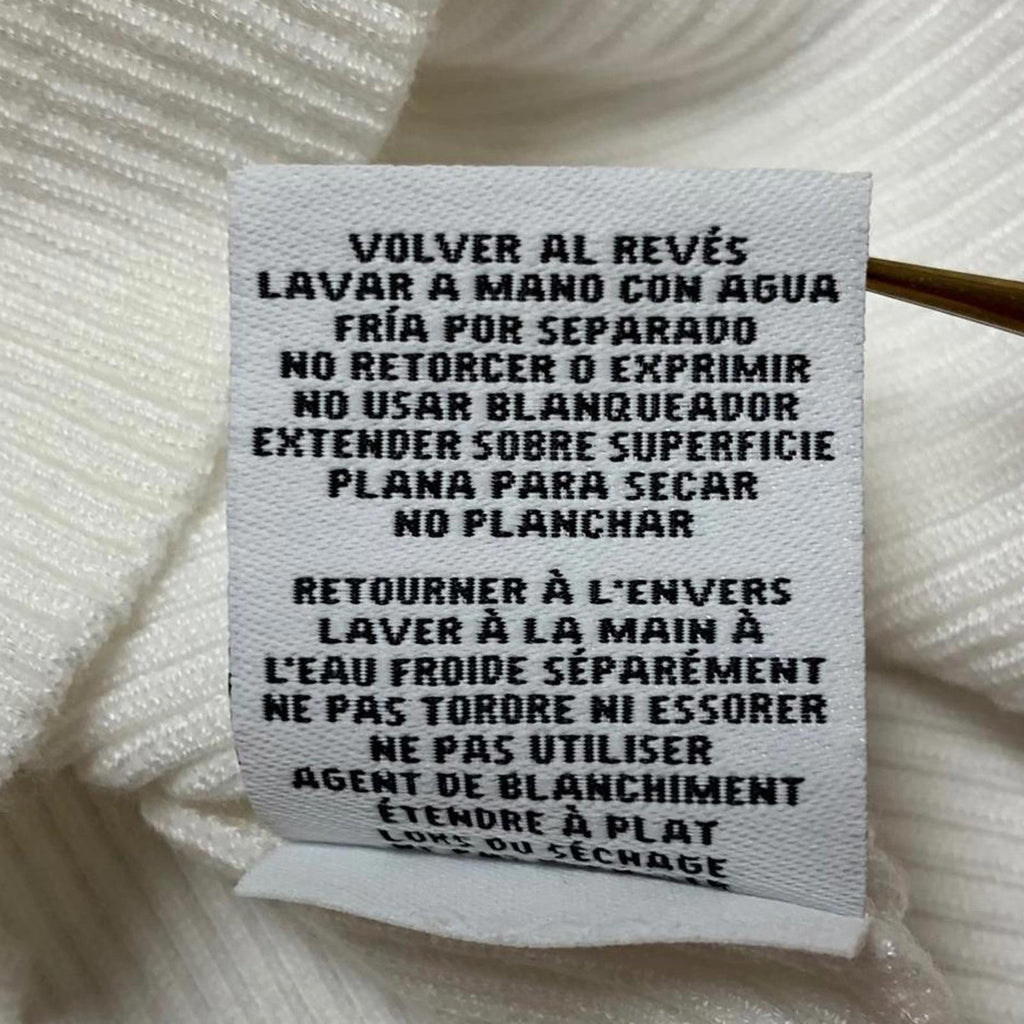 VOLVER AL REVÉS
LAVAR A MANO CON AGUA
FRÍA POR SEPARADO
NO RETORCER O EXPRIMIR
NO USAR BLANQUEADOR
EXTENDER SOBRE SUPERFICIE
PLANA PARA SECAR
NO PLANCHAR
RETOURNER À L'ENVERS
LAVER À LA MAIN À
L'EAU FROIDE SÉPARÉMENT
NE PAS TORDRE NI ESSORER
NE PAS UTILISER
AGENT DE BLANCHIMENT
ÉTENDRE À PLAT
LORS DU SÉCHAGE